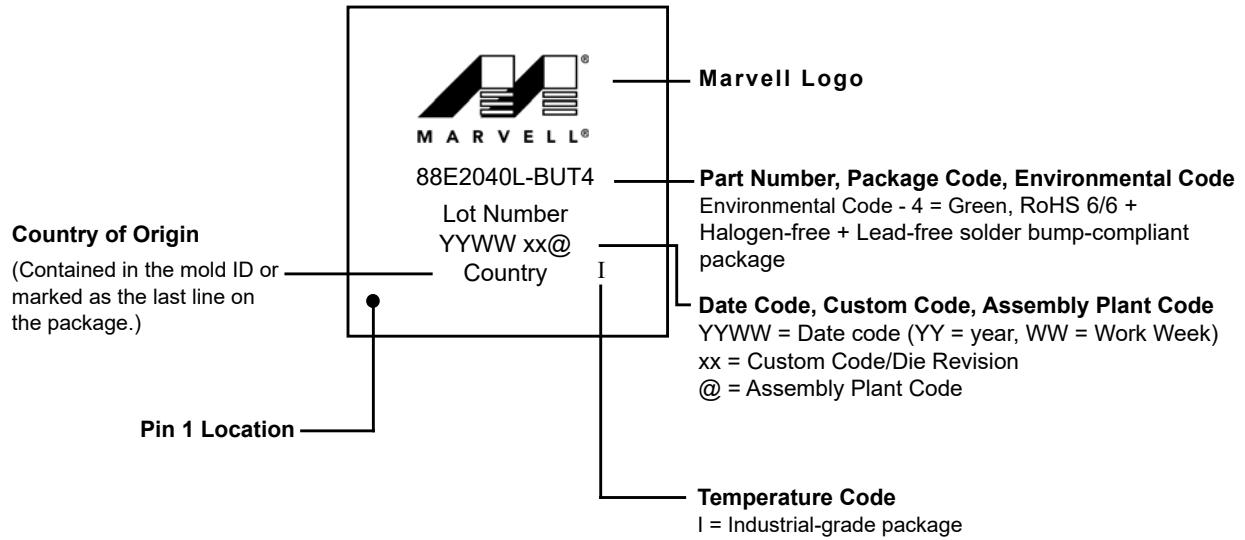 ®
MARVELL®
Marvell Logo
88E2040L-BUT4
Part Number, Package Code, Environmental Code
Environmental Code - 4 = Green, RoHS 6/6 +
Halogen-free + Lead-free solder bump-compliant
package
Lot Number
YYWW xx@
Country I
Country of Origin
(Contained in the mold ID or
marked as the last line on
the package.)
Date Code, Custom Code, Assembly Plant Code
YYWW = Date code (YY = year, WW = Work Week)
xx = Custom Code/Die Revision
@ = Assembly Plant Code
Pin 1 Location
Temperature Code
I = Industrial-grade package